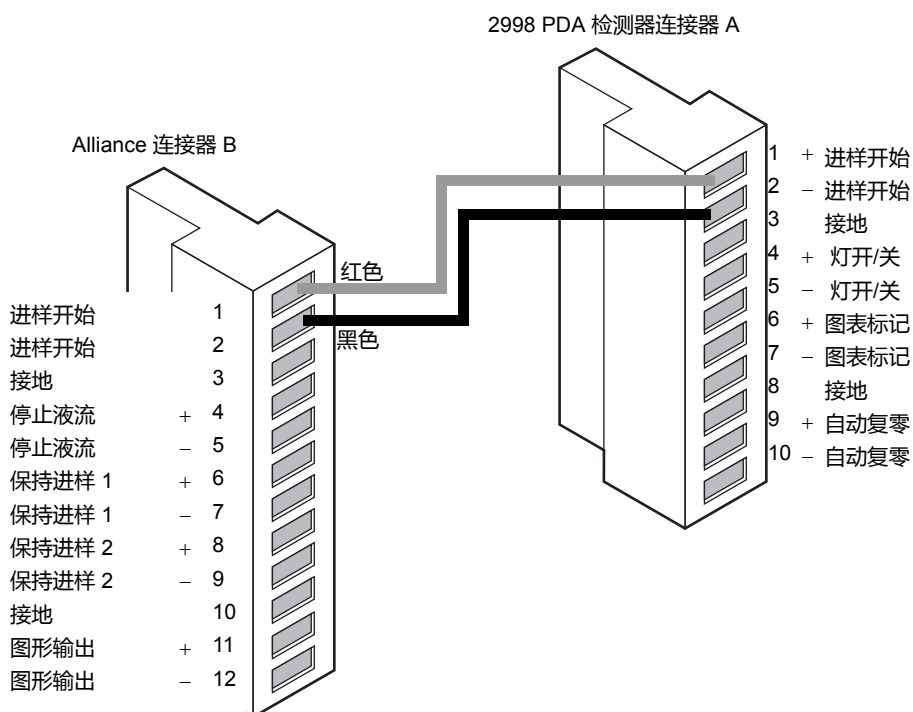 2998 PDA 检测器连接器 A
Alliance 连接器 B
1 + 进样开始
2 − 进样开始
3 接地
4 + 灯开/关
5 − 灯开/关
6 + 图表标记
7 − 图表标记
8 接地
9 + 自动复零
10 − 自动复零
红色
黑色
进样开始 1
进样开始 2
接地 3
停止液流 + 4
停止液流 − 5
保持进样 1 + 6
保持进样 1 − 7
保持进样 2 + 8
保持进样 2 − 9
接地 10
图形输出 + 11
图形输出 − 12